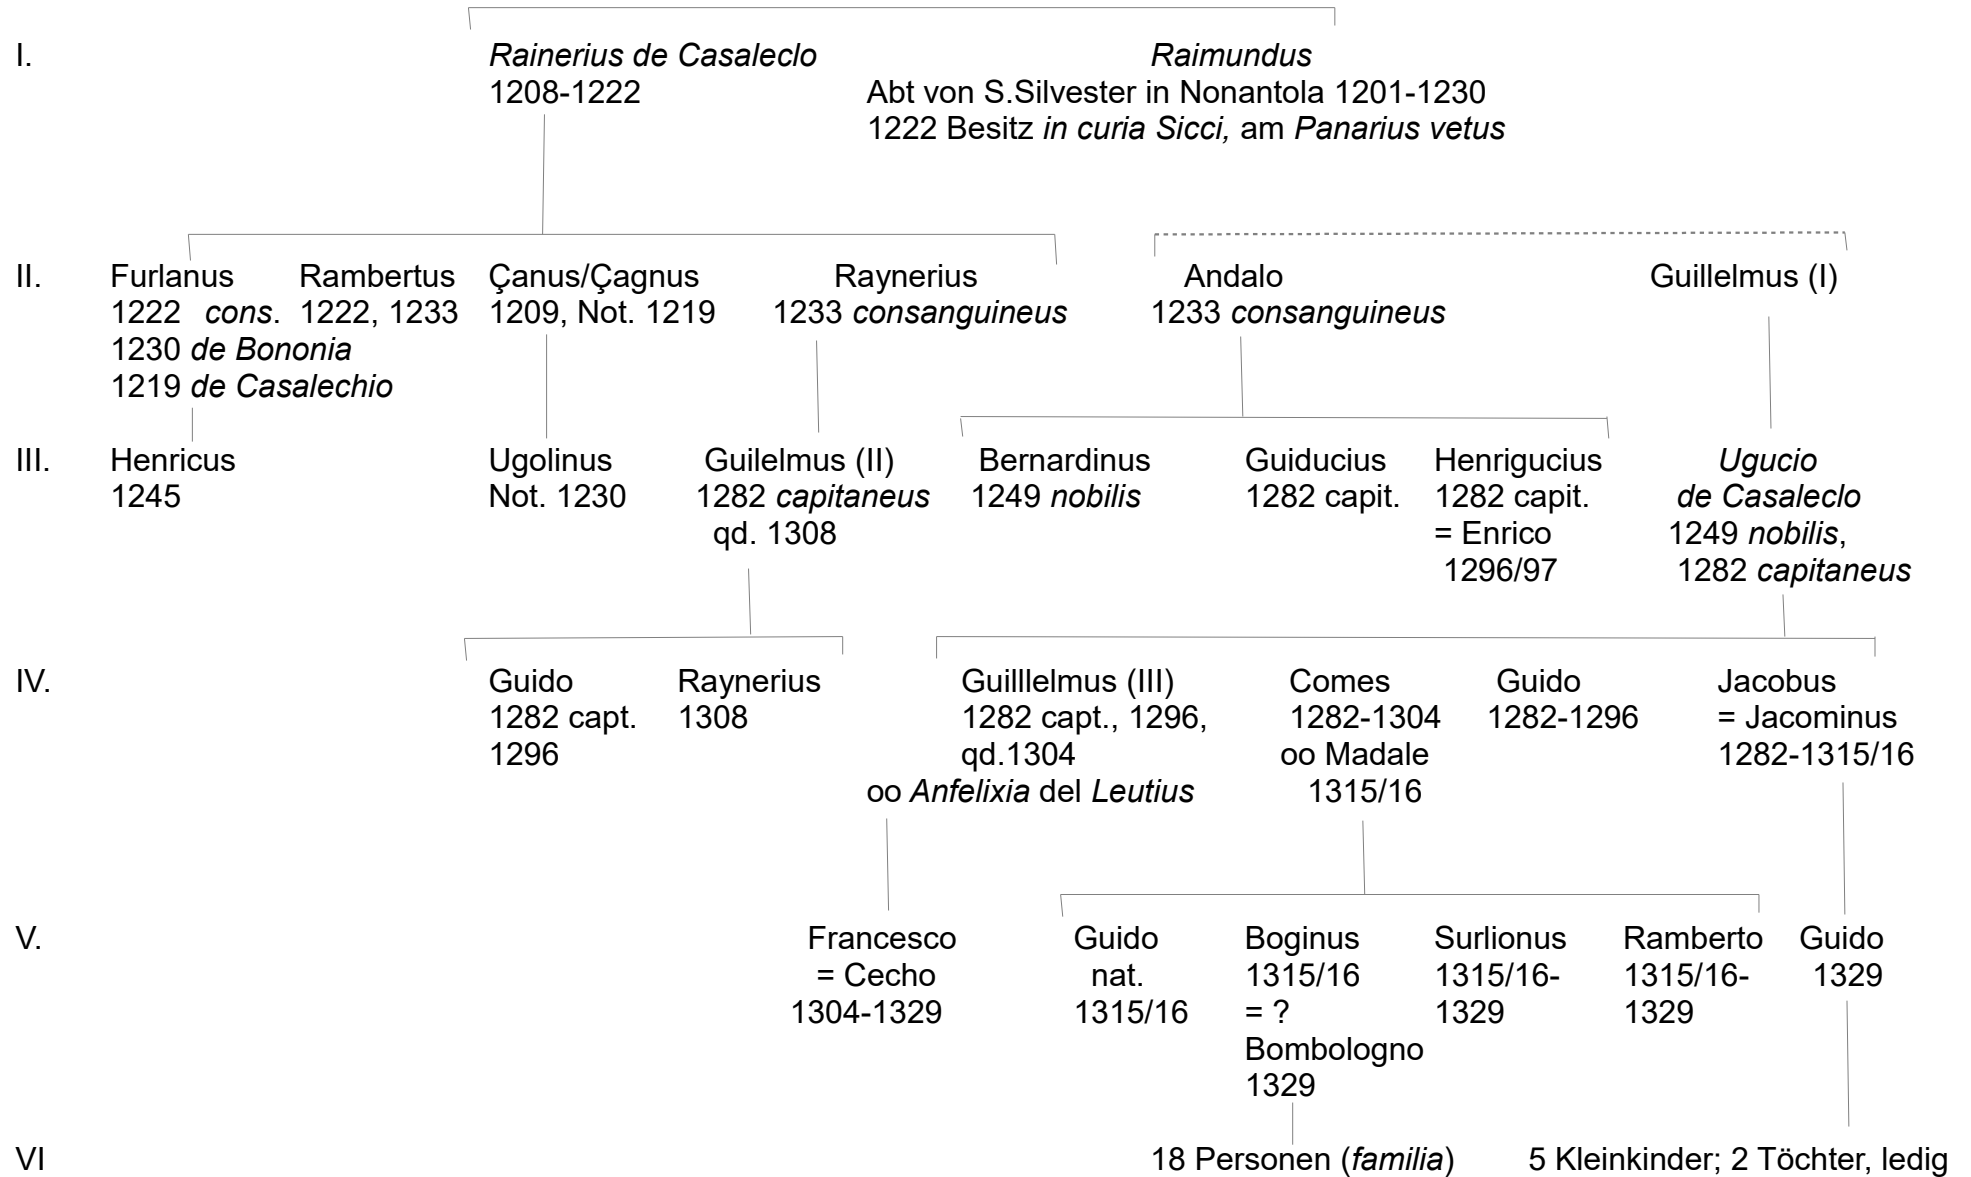 I. Rainerius de Casaleclo Raimundus
1208-1222 Abt von S.Silvester in Nonantola 1201-1230
1222 Besitz in curia Sicci, am Panarius vetus
II. Furlanus Rambertus Çanus/Çagnus Raynerius Andalo Guillelmus (I)
1222 cons. 1222, 1233 1209, Not. 1219 1233 consanguineus 1233 consanguineus
1230 de Bononia
1219 de Casalechio
III. Henricus Ugolinus Guilelmus (II) Bernardinus Guiducius Henrigucius Ugucio
1245 Not. 1230 1282 capitaneus 1249 nobilis 1282 capit. 1282 capit. de Casaleclo
qd. 1308 = Enrico 1249 nobilis,
1296/97 1282 capitaneus
IV. Guido Raynerius Guilllelmus (III) Comes Guido Jacobus
1282 capt. 1308 1282 capt., 1296, 1282-1304 1282-1296 = Jacominus
1296 qd.1304 oo Madale 1282-1315/16
oo Anfelixia del Leutius 1315/16
V. Francesco Guido Boginus Surlionus Ramberto Guido
= Cecho nat. 1315/16 1315/16- 1315/16- 1329
1304-1329 1315/16 = ? 1329 1329
Bombologno
1329
VI 18 Personen (familia) 5 Kleinkinder; 2 Töchter, ledig